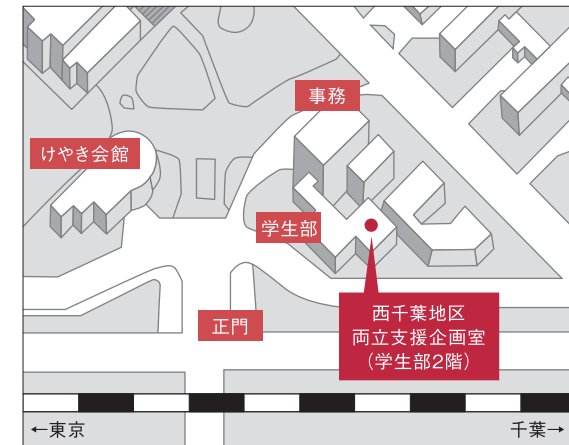 事務
けやき会館
学生部
西千葉地区
両立支援企画室
(学生部2階)
正門
←東京
千葉→